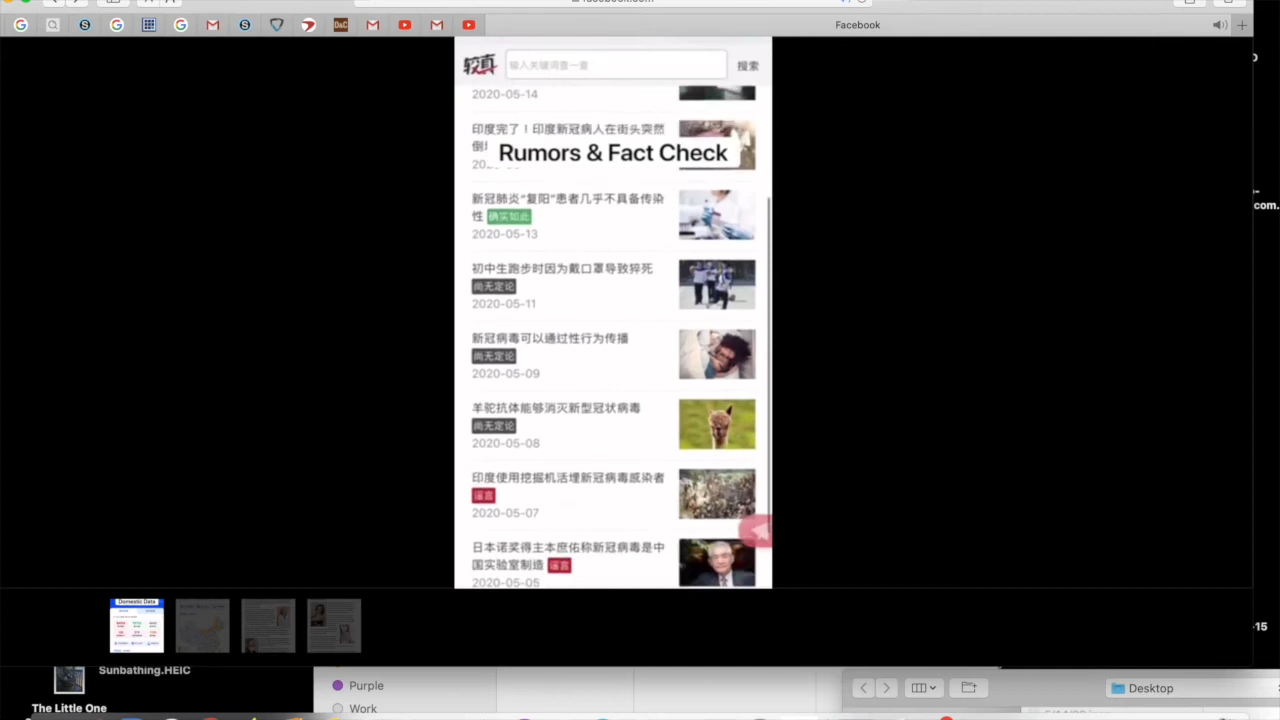 Facebook
较真
输入关键词查一查
搜索
2020-05-14
印度完了！印度新冠病人在街头突然
Rumors & Fact Check
新冠肺炎“复阳”患者几乎不具备传染
性 确实如此
2020-05-13
初中生跑步时因为戴口罩导致猝死
尚无定论
2020-05-11
新冠病毒可以通过性行为传播
尚无定论
2020-05-09
羊驼抗体能够消灭新型冠状病毒
尚无定论
2020-05-08
印度使用挖掘机活埋新冠病毒感染者
谣言
2020-05-07
日本诺奖得主本庶佑称新冠病毒是中
国实验室制造 谣言
2020-05-05
Domestic Data
Sunbathing.HEIC
The Little One
Purple
Work
Desktop
com.
-15